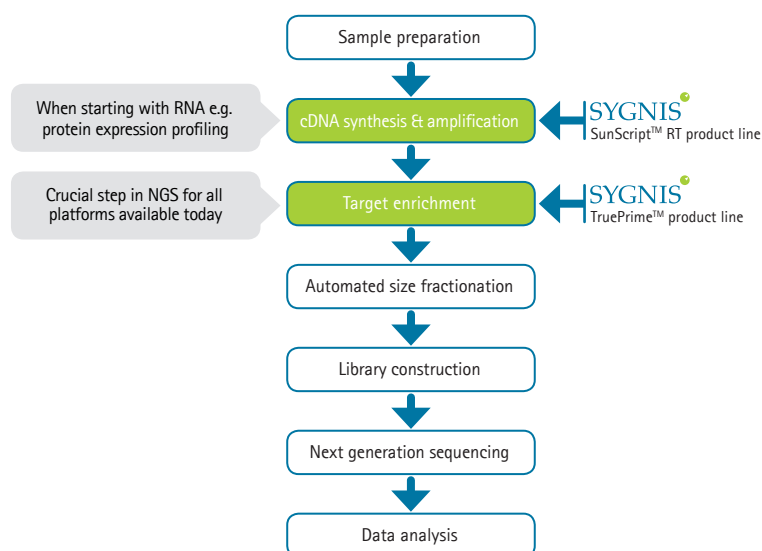 Sample preparation
When starting with RNA e.g.
protein expression profiling
cDNA synthesis & amplification
SYGNIS
SunScript™ RT product line
Crucial step in NGS for all
platforms available today
Target enrichment
SYGNIS
TruePrime™ product line
Automated size fractionation
Library construction
Next generation sequencing
Data analysis